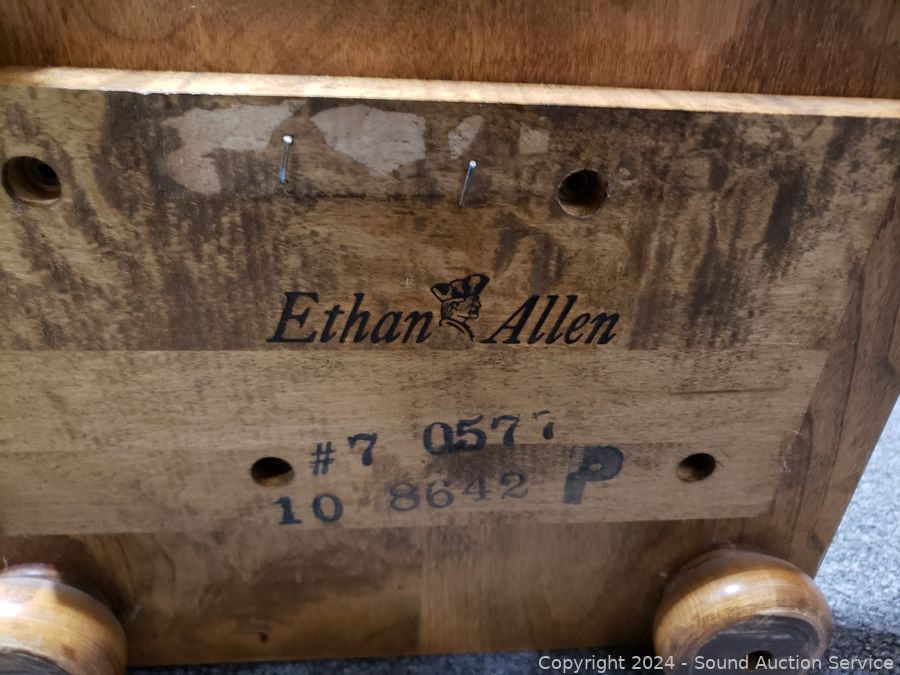 Ethan Allen
#7 0577
10 8642 P
Copyright © 2024 - Sound Auction Service